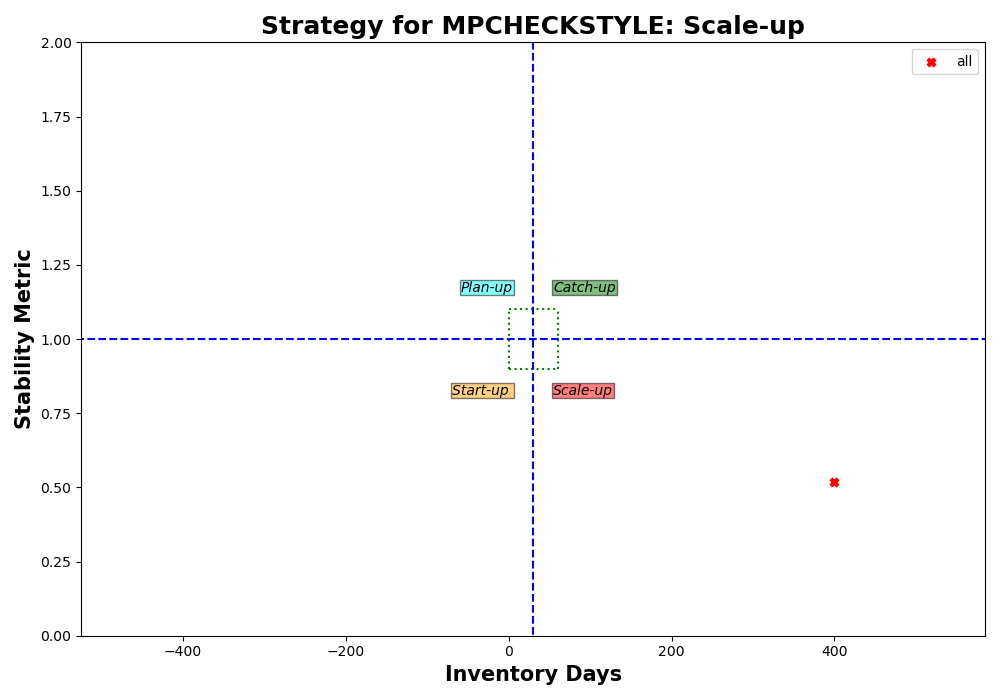 Strategy for MPCHECKSTYLE: Scale-up
all
2.00
1.75
1.50
1.25
1.00
0.75
0.50
0.25
0.00
Stability Metric
Plan-up
Catch-up
Start-up
Scale-up
−400
−200
0
200
400
Inventory Days